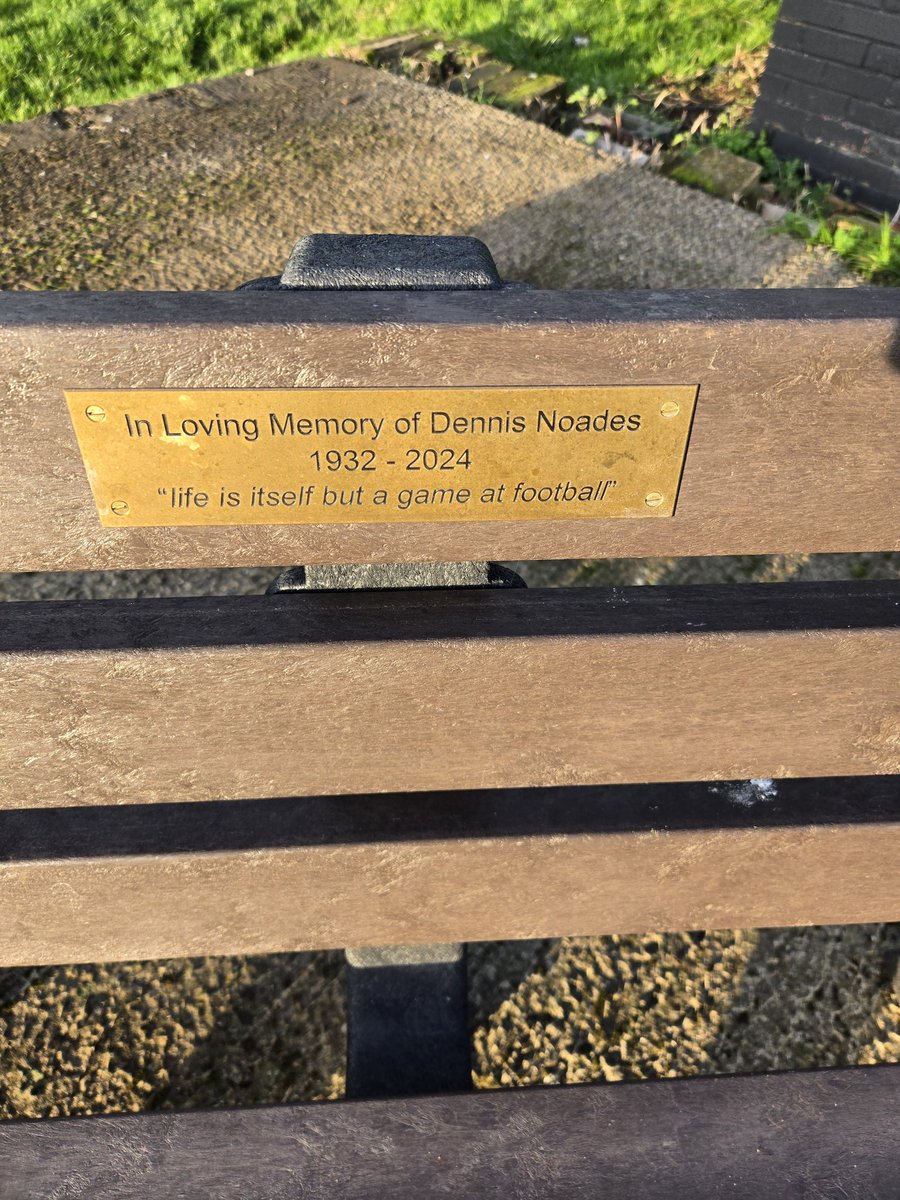 In Loving Memory of Dennis Noades
1932 - 2024
“life is itself but a game at football”